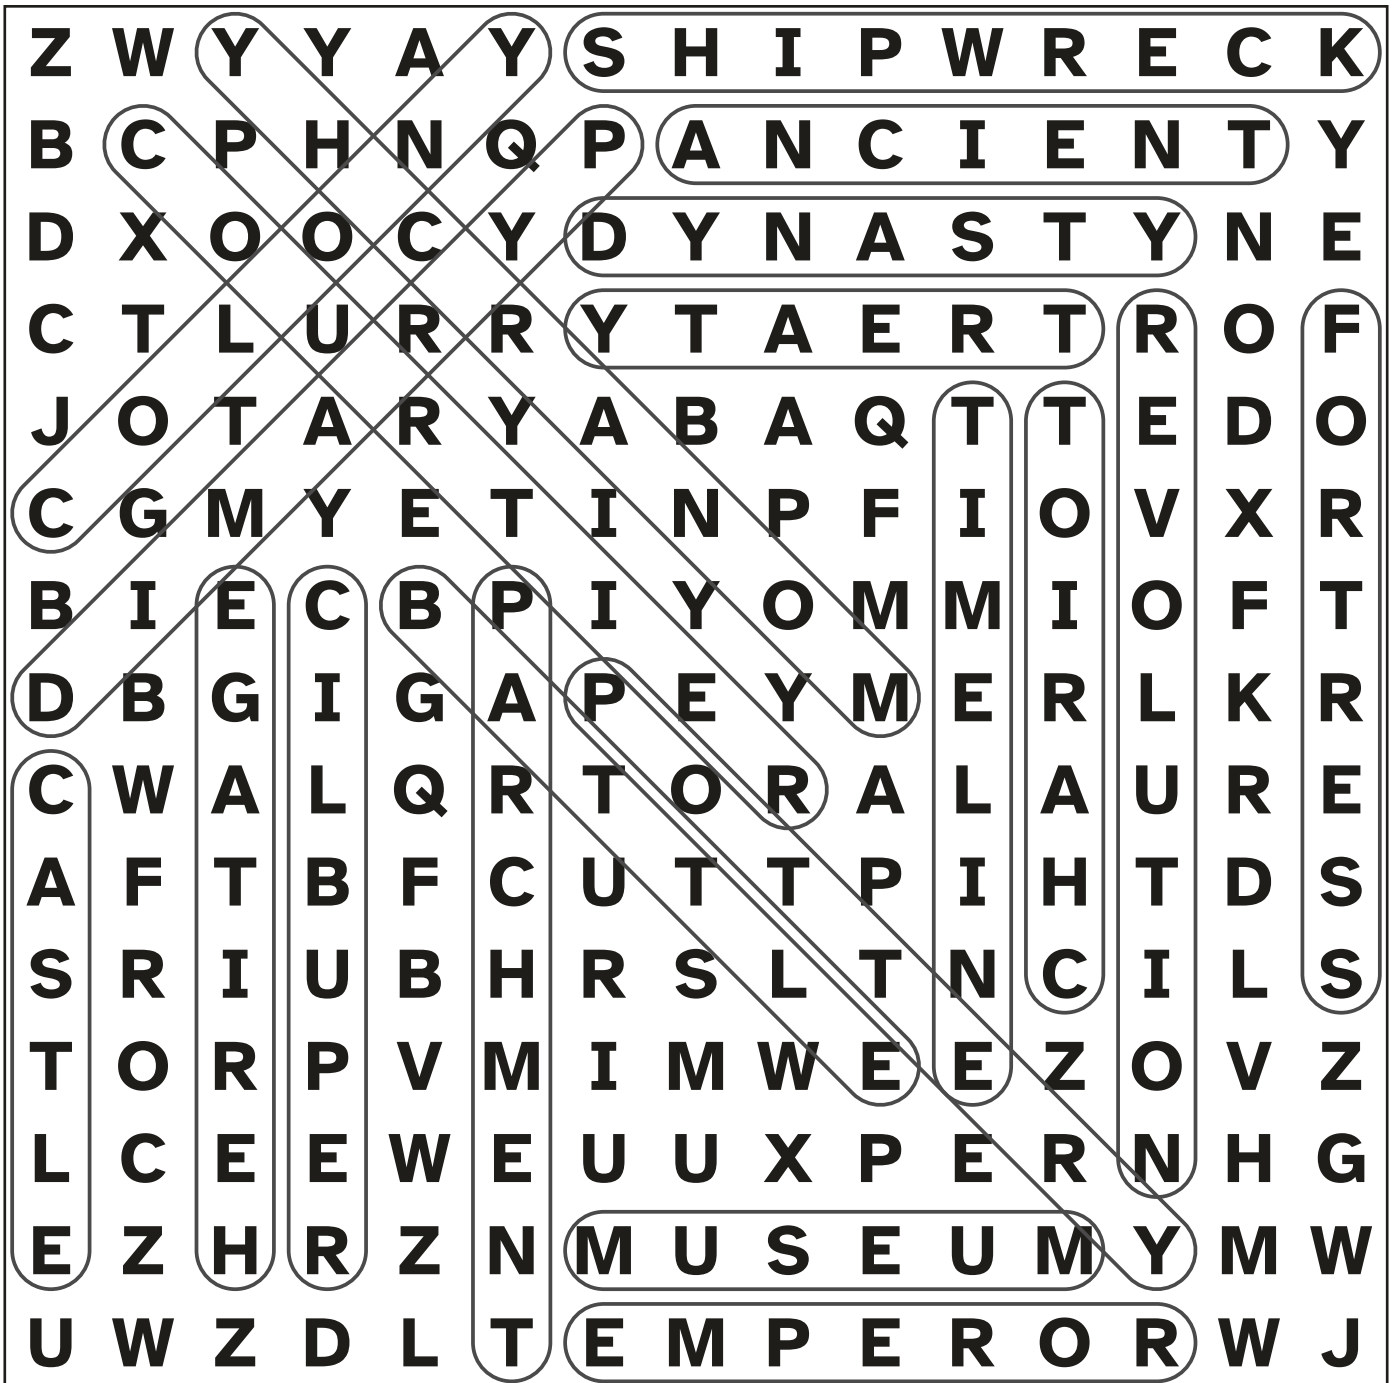 Z W Y Y A Y S H I P W R E C K
B C P H N Q P A N C I E N T Y
D X O O C Y D Y N A S T Y N E
C T L U R R Y T A E R T R O F
J O T A R Y A B A Q T T E D O
C G M Y E T I N P F I O V X R
B I E C B P I Y O M M I O F T
D B G I G A P E Y M E R L K R
C W A L Q R T O R A L A U R E
A F T B F C U T T P I H T D S
S R I U B H R S L T N C I L S
T O R P V M I M W E E Z O V Z
L C E E W E U U X P E R N H G
E Z H R Z N M U S E U M Y M W
U W Z D L T E M P E R O R W J